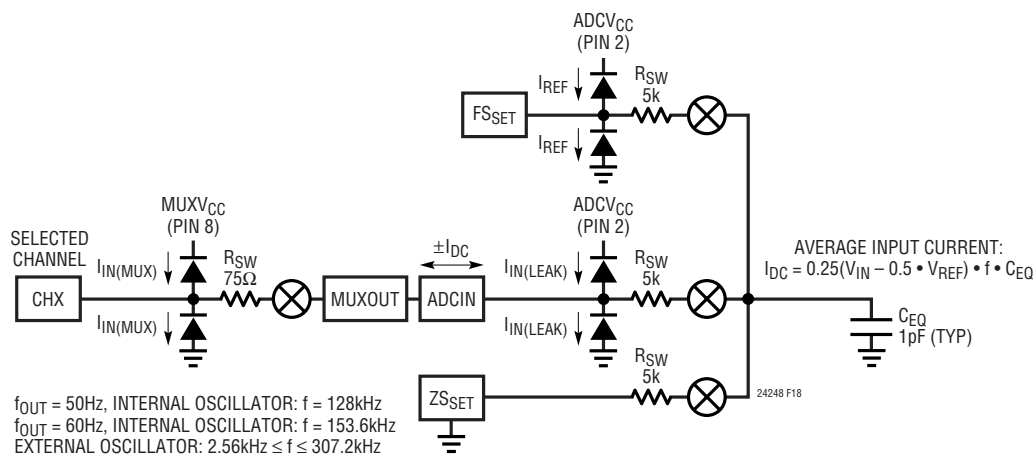 ADCVCC
(PIN 2)
IREF
RSW
5k
FSSET
IREF
MUXVCC
(PIN 8)
ADCVCC
(PIN 2)
SELECTED
CHANNEL
IIN(MUX)
RSW
75Ω
±IDC
IIN(LEAK)
RSW
5k
AVERAGE INPUT CURRENT:
IDC = 0.25(VIN – 0.5 • VREF) • f • CEQ
CHX
MUXOUT
ADCIN
IIN(MUX)
IIN(LEAK)
CEQ
1pF (TYP)
RSW
5k
ZSSET
24248 F18
fOUT = 50Hz, INTERNAL OSCILLATOR: f = 128kHz
fOUT = 60Hz, INTERNAL OSCILLATOR: f = 153.6kHz
EXTERNAL OSCILLATOR: 2.56kHz ≤ f ≤ 307.2kHz